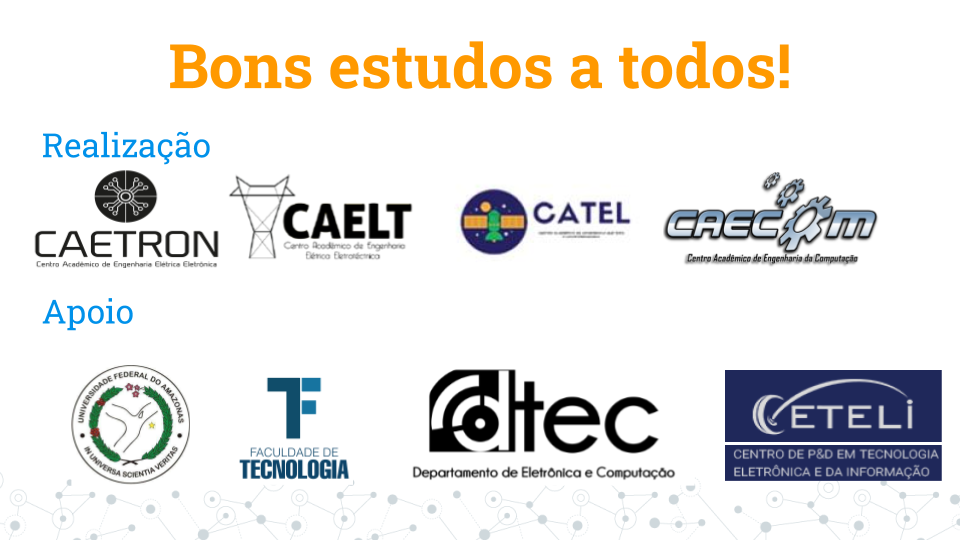 Bons estudos a todos!
Realização
CAETRON
Centro Acadêmico de Engenharia Elétrica Eletrônica
CAELT
Centro Acadêmico de Engenharia
Elétrica Eletrotécnica
CATEL
CAECOM
Centro Acadêmico de Engenharia da Computação
Apoio
UNIVERSIDADE FEDERAL DO AMAZONAS
IN UNIVERSA SCIENTIA VERITAS
TF
FACULDADE DE
TECNOLOGIA
dtec
Departamento de Eletrônica e Computação
CETELI
CENTRO DE P&D EM TECNOLOGIA
ELETRÔNICA E DA INFORMAÇÃO